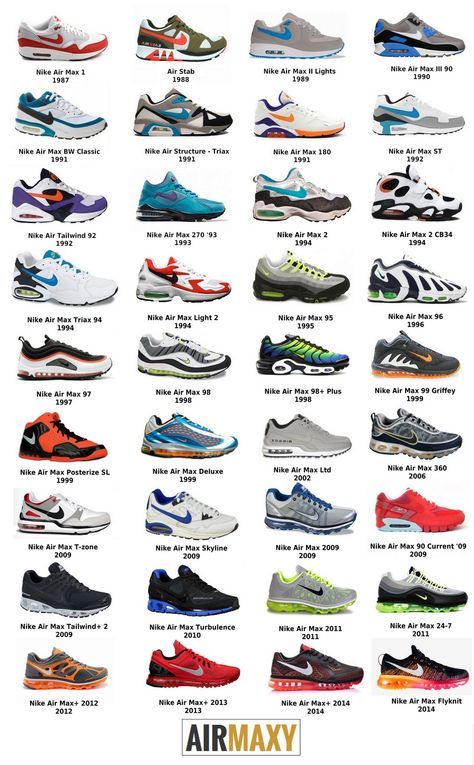 Nike Air Max 1
1987
Air Stab
1988
Nike Air Max II Lights
1989
Nike Air Max III 90
1990
Nike Air Max BW Classic
1991
Nike Air Structure - Triax
1991
Nike Air Max 180
1991
Nike Air Max ST
1992
Nike Air Tailwind 92
1992
Nike Air Max 270 '93
1993
Nike Air Max 2
1994
Nike Air Max 2 CB34
1994
Nike Air Max Triax 94
1994
Nike Air Max Light 2
1994
Nike Air Max 95
1995
Nike Air Max 96
1996
Nike Air Max 97
1997
Nike Air Max 98
1998
Nike Air Max 98+ Plus
1998
Nike Air Max 99 Griffey
1999
Nike Air Max Posterize SL
1999
Nike Air Max Deluxe
1999
Nike Air Max Ltd
2002
Nike Air Max 360
2006
Nike Air Max T-zone
2009
Nike Air Max Skyline
2009
Nike Air Max 2009
2009
Nike Air Max 90 Current '09
2009
Nike Air Max Tailwind+ 2
2009
Nike Air Max Turbulence
2010
Nike Air Max 2011
2011
Nike Air Max 24-7
2011
Nike Air Max+ 2012
2012
Nike Air Max+ 2013
2013
Nike Air Max+ 2014
2014
Nike Air Max Flyknit
2014
AIRMAXY